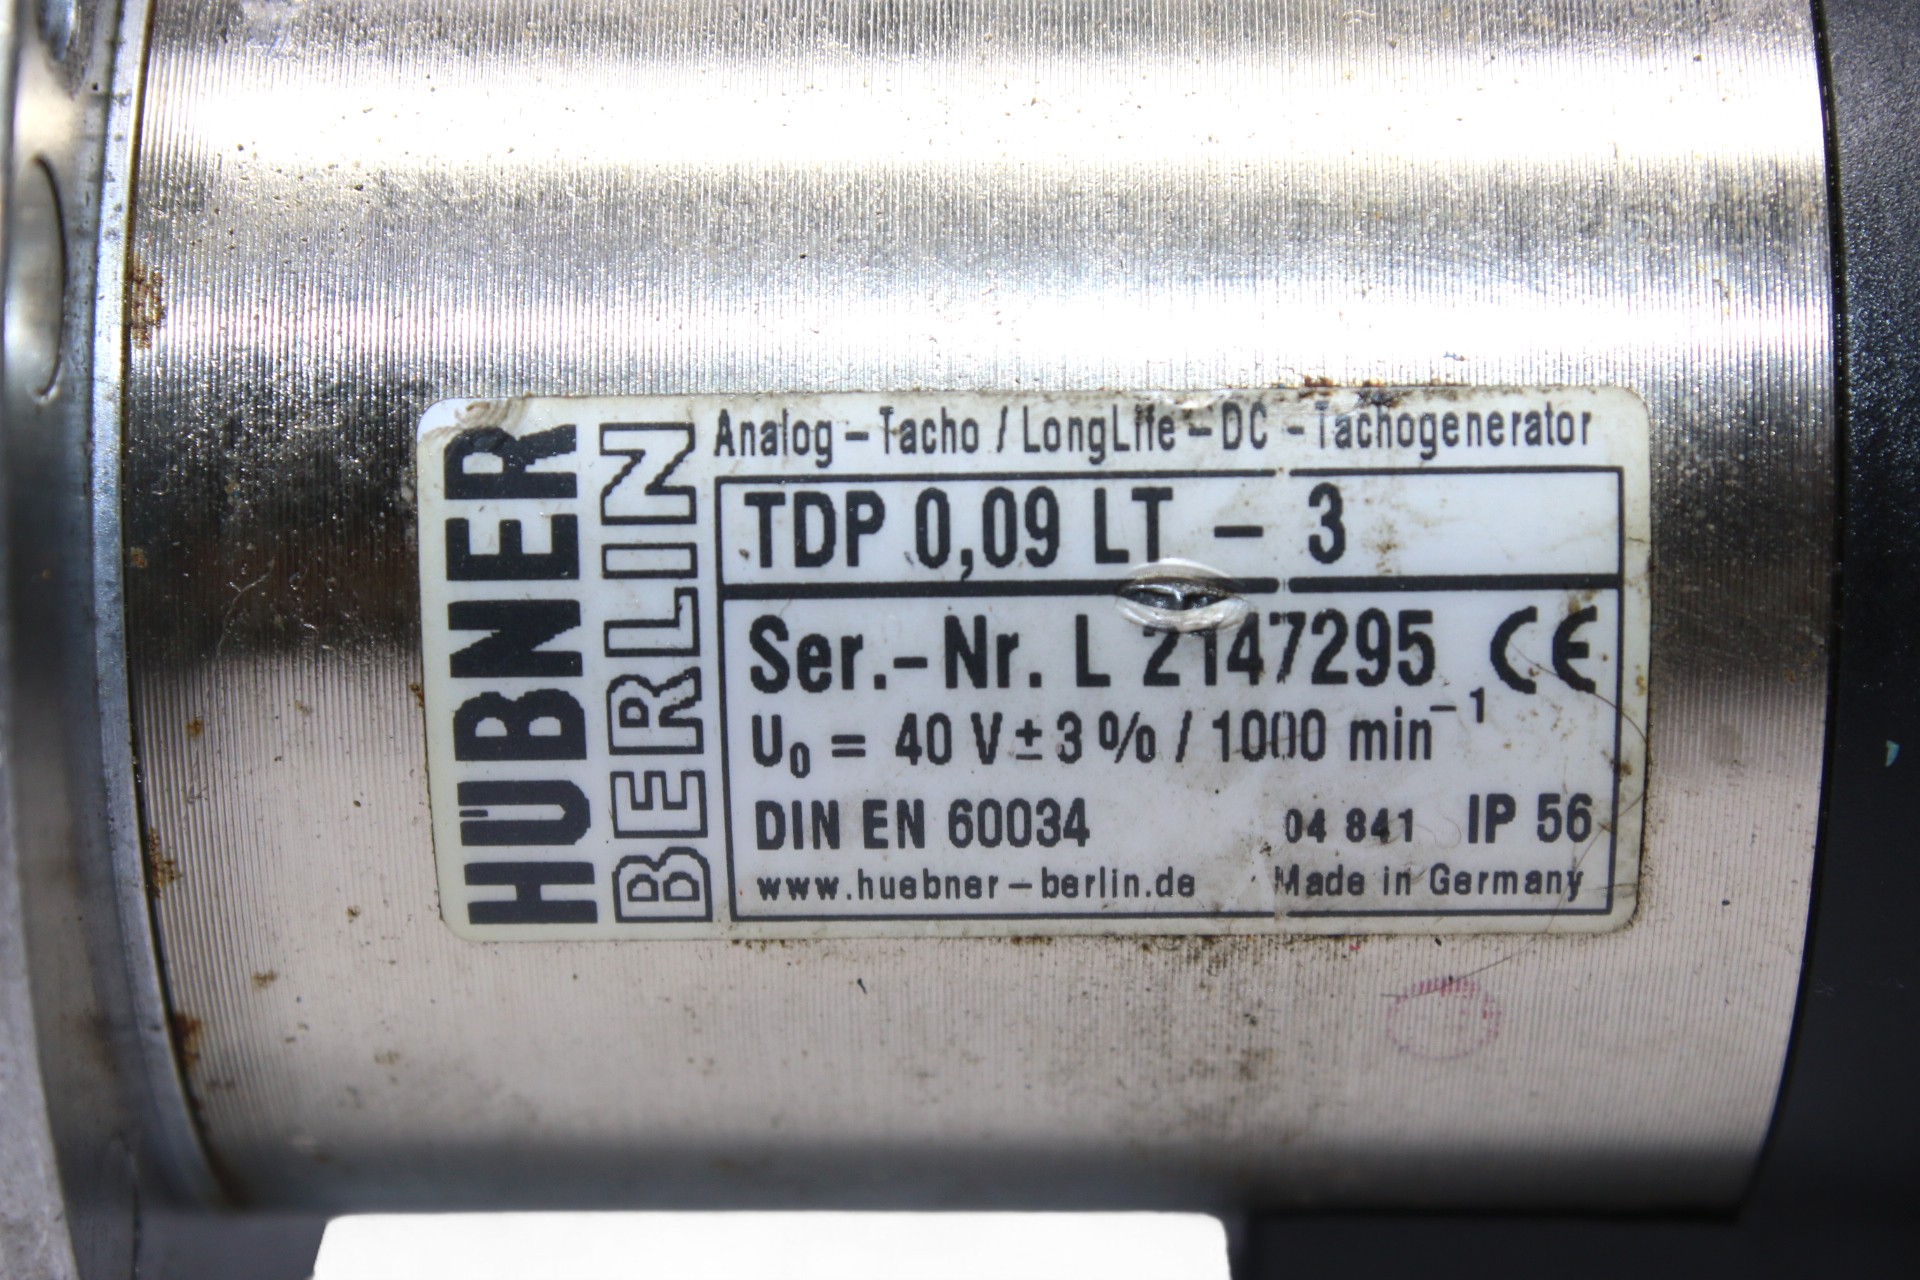 HÜBNER
BERLIN
Analog - Tacho / LongLife - DC - Tachogenerator
TDP 0,09 LT - 3
Ser.-Nr. L 2147295 CE
U₀ = 40 V ± 3 % / 1000 min⁻¹
DIN EN 60034 04 841 IP 56
www.huebner-berlin.de Made in Germany